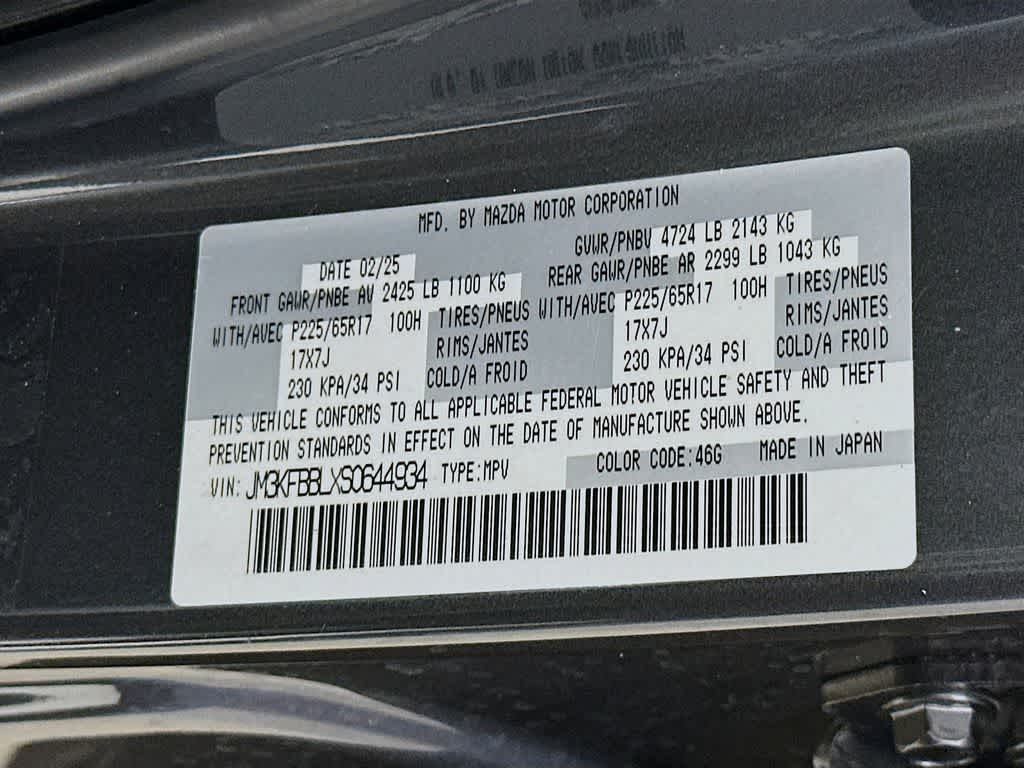 MFD. BY MAZDA MOTOR CORPORATION
DATE 02/25 GVWR/PNBV 4724 LB 2143 KG
FRONT GAWR/PNBE AV 2425 LB 1100 KG REAR GAWR/PNBE AR 2299 LB 1043 KG
WITH/AVEC P225/65R17 100H TIRES/PNEUS WITH/AVEC P225/65R17 100H TIRES/PNEUS
17X7J RIMS/JANTES 17X7J RIMS/JANTES
230 KPA/34 PSI COLD/A FROID 230 KPA/34 PSI COLD/A FROID
THIS VEHICLE CONFORMS TO ALL APPLICABLE FEDERAL MOTOR VEHICLE SAFETY AND THEFT
PREVENTION STANDARDS IN EFFECT ON THE DATE OF MANUFACTURE SHOWN ABOVE.
VIN: JM3KFBBLXS0644934 TYPE:MPV COLOR CODE:46G MADE IN JAPAN